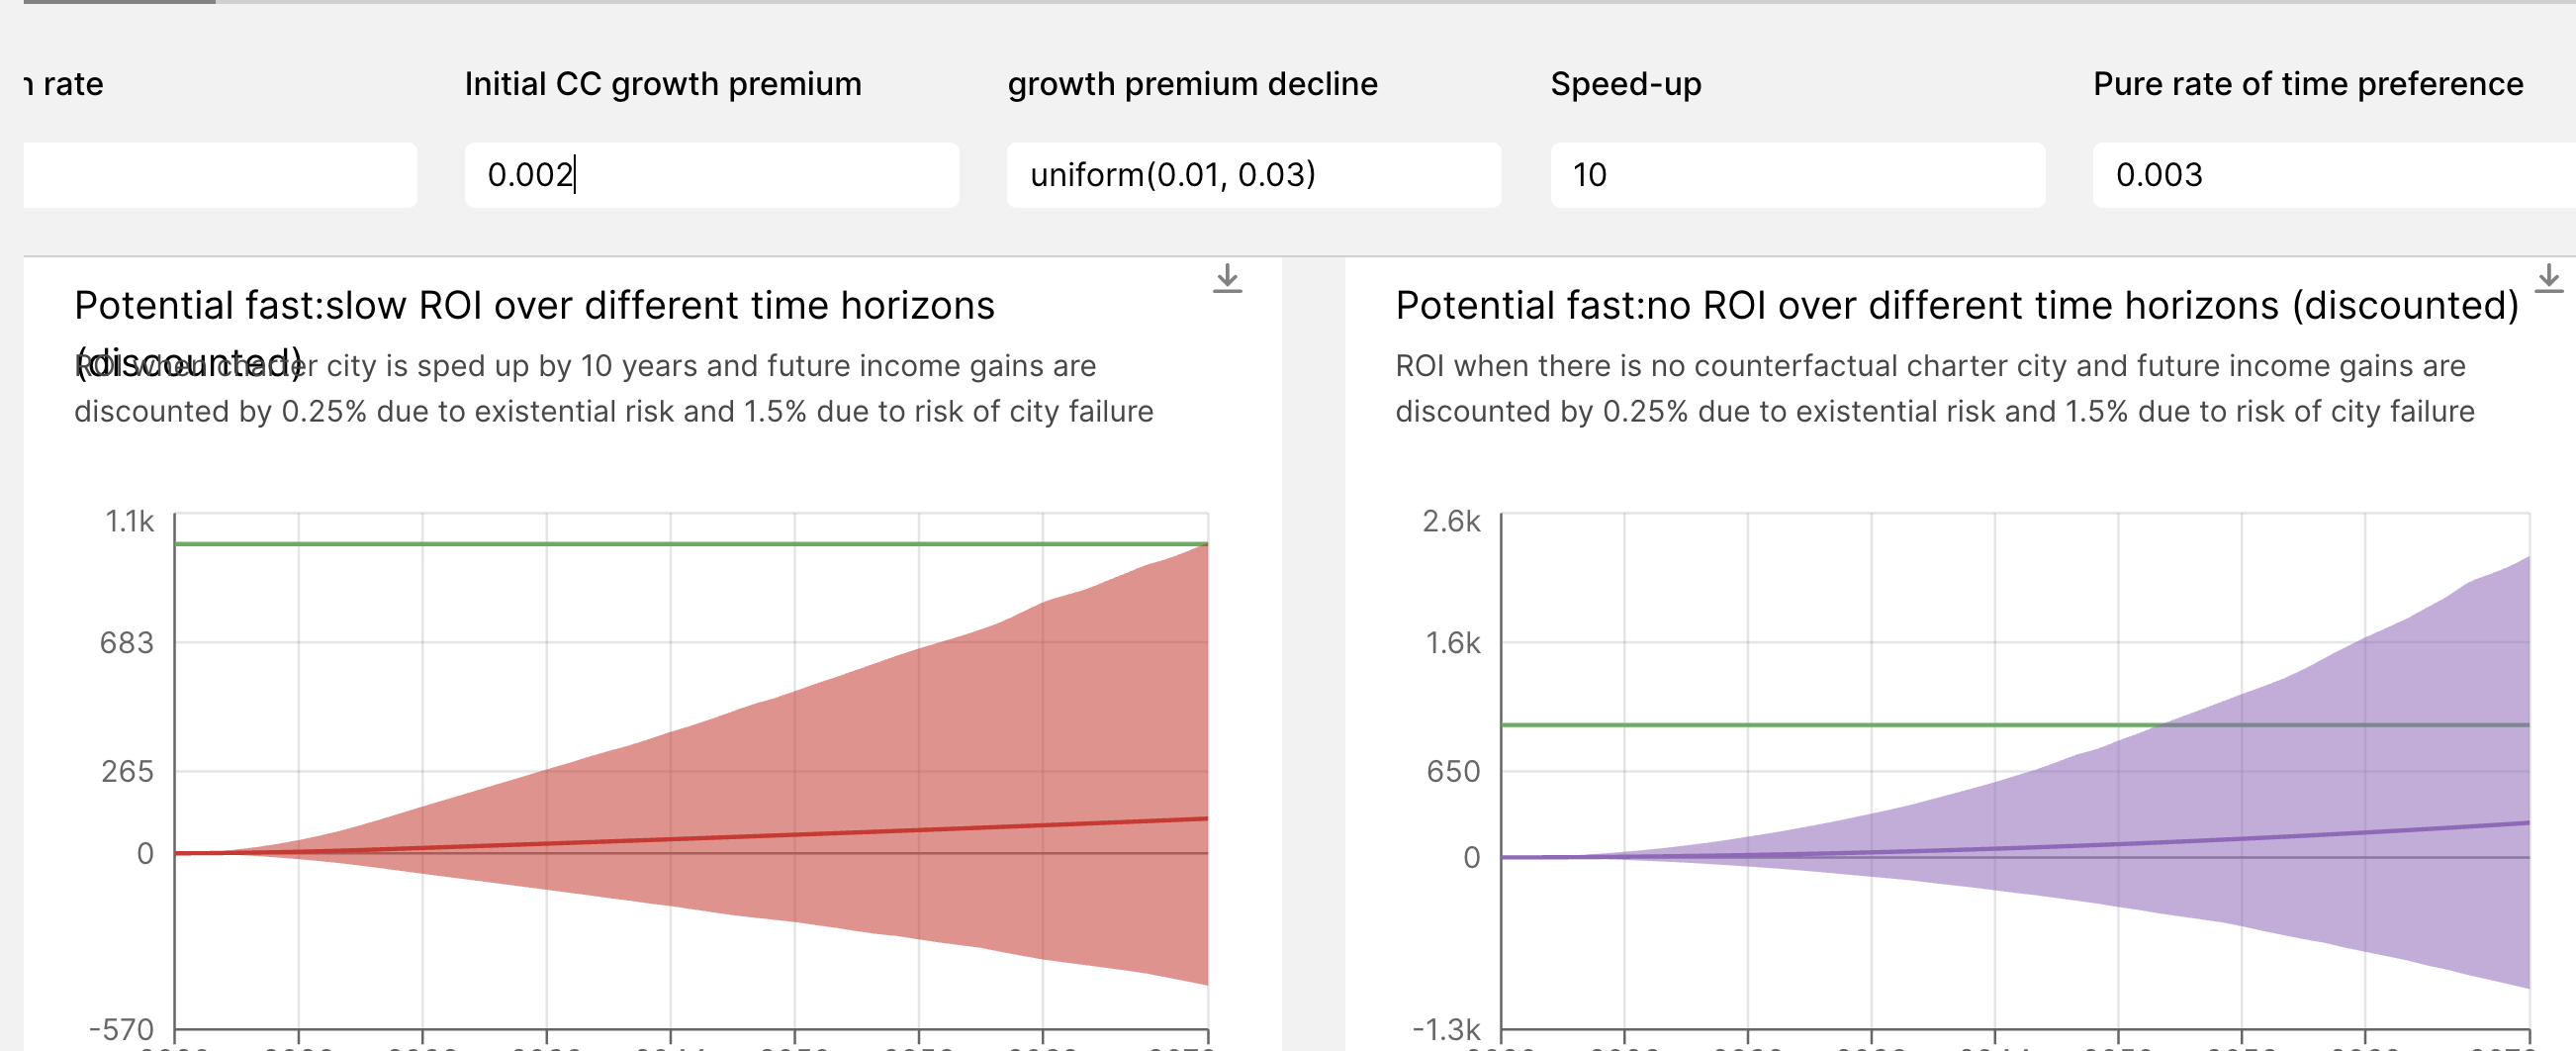 rate
Initial CC growth premium
growth premium decline
Speed-up
Pure rate of time preference
0.002
uniform(0.01, 0.03)
10
0.003
Potential fast:slow ROI over different time horizons
(discounted)
ROI when charter city is sped up by 10 years and future income gains are
discounted by 0.25% due to existential risk and 1.5% due to risk of city failure
1.1k
683
265
0
-570
Potential fast:no ROI over different time horizons (discounted)
ROI when there is no counterfactual charter city and future income gains are
discounted by 0.25% due to existential risk and 1.5% due to risk of city failure
2.6k
1.6k
650
0
-1.3k